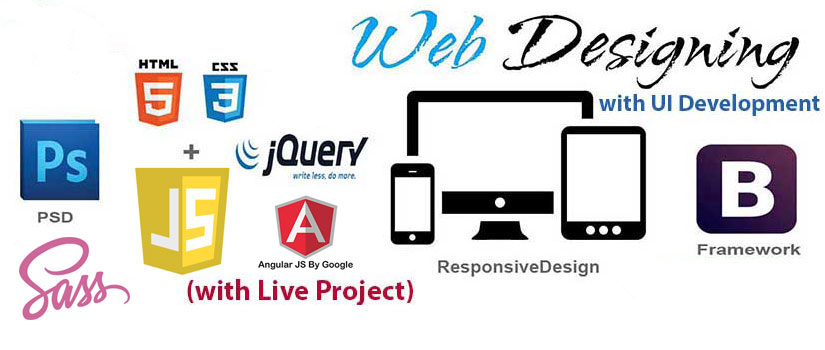 Web Designing
with UI Development
HTML
5
CSS
3
Ps
PSD
+
JS
jQuery
write less, do more.
A
Angular JS By Google
Sass
(with Live Project)
ResponsiveDesign
B
Framework